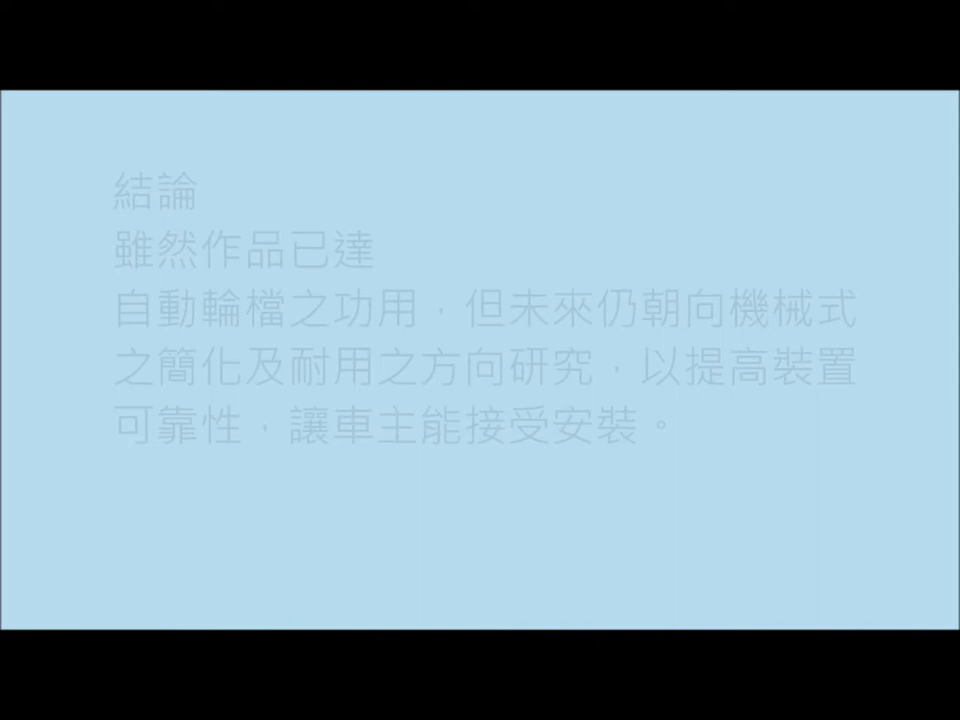 結論
雖然作品已達
自動輪檔之功用，但未來仍朝向機械式
之簡化及耐用之方向研究，以提高裝置
可靠性，讓車主能接受安裝。